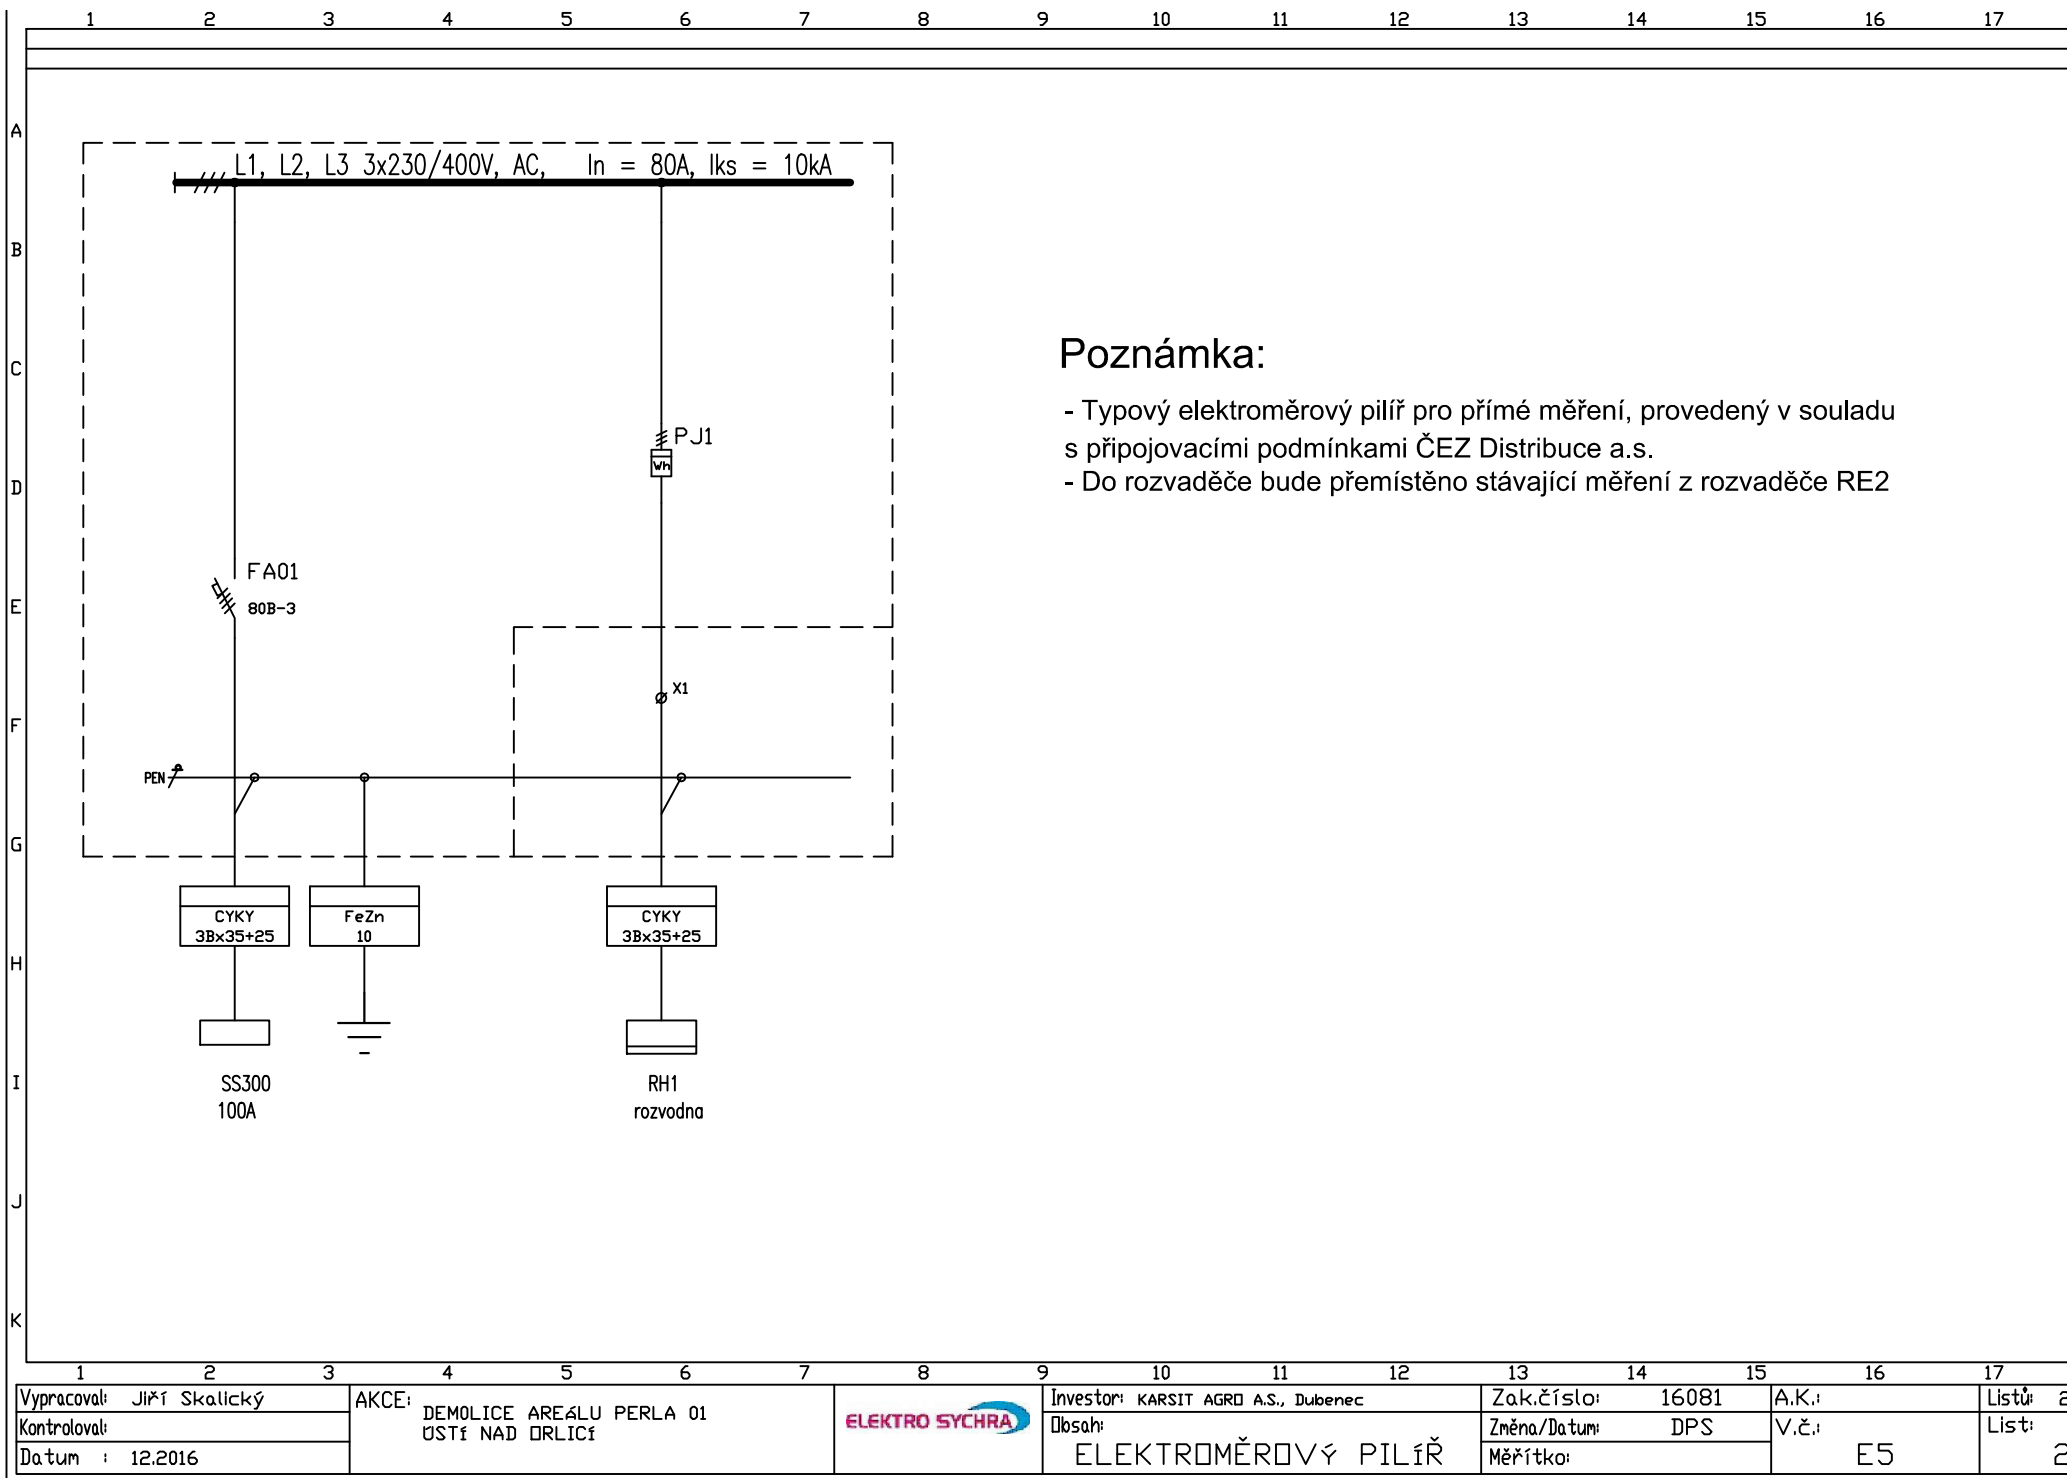 1 2 3 4 5 6 7 8 9 10 11 12 13 14 15 16 17
A
L1, L2, L3 3x230/400V, AC, In = 80A, Iks = 10kA
B
Poznámka:
C
- Typový elektroměrový pilíř pro přímé měření, provedený v souladu
s připojovacími podmínkami ČEZ Distribuce a.s.
- Do rozvaděče bude přemístěno stávající měření z rozvaděče RE2
PJ1
Wh
D
FA01
80B-3
E
X1
F
PEN
G
CYKY
3Bx35+25
FeZn
10
CYKY
3Bx35+25
H
SS300
100A
RH1
rozvodna
I
J
K
1 2 3 4 5 6 7 8 9 10 11 12 13 14 15 16 17
Vypracoval: Jiří Skalický
Kontroloval:
Datum : 12.2016
AKCE:
DEMOLICE AREáLU PERLA 01
ÚSTí NAD ORLICí
ELEKTRO SYCHRA
Investor: KARSIT AGRO A.S., Dubenec
Obsah:
ELEKTROMĚROVý PILíŘ
Zak.číslo: 16081
Změna/Datum: DPS
Měřítko:
A.K.:
V.č.:
E5
Listů: 2
List:
2